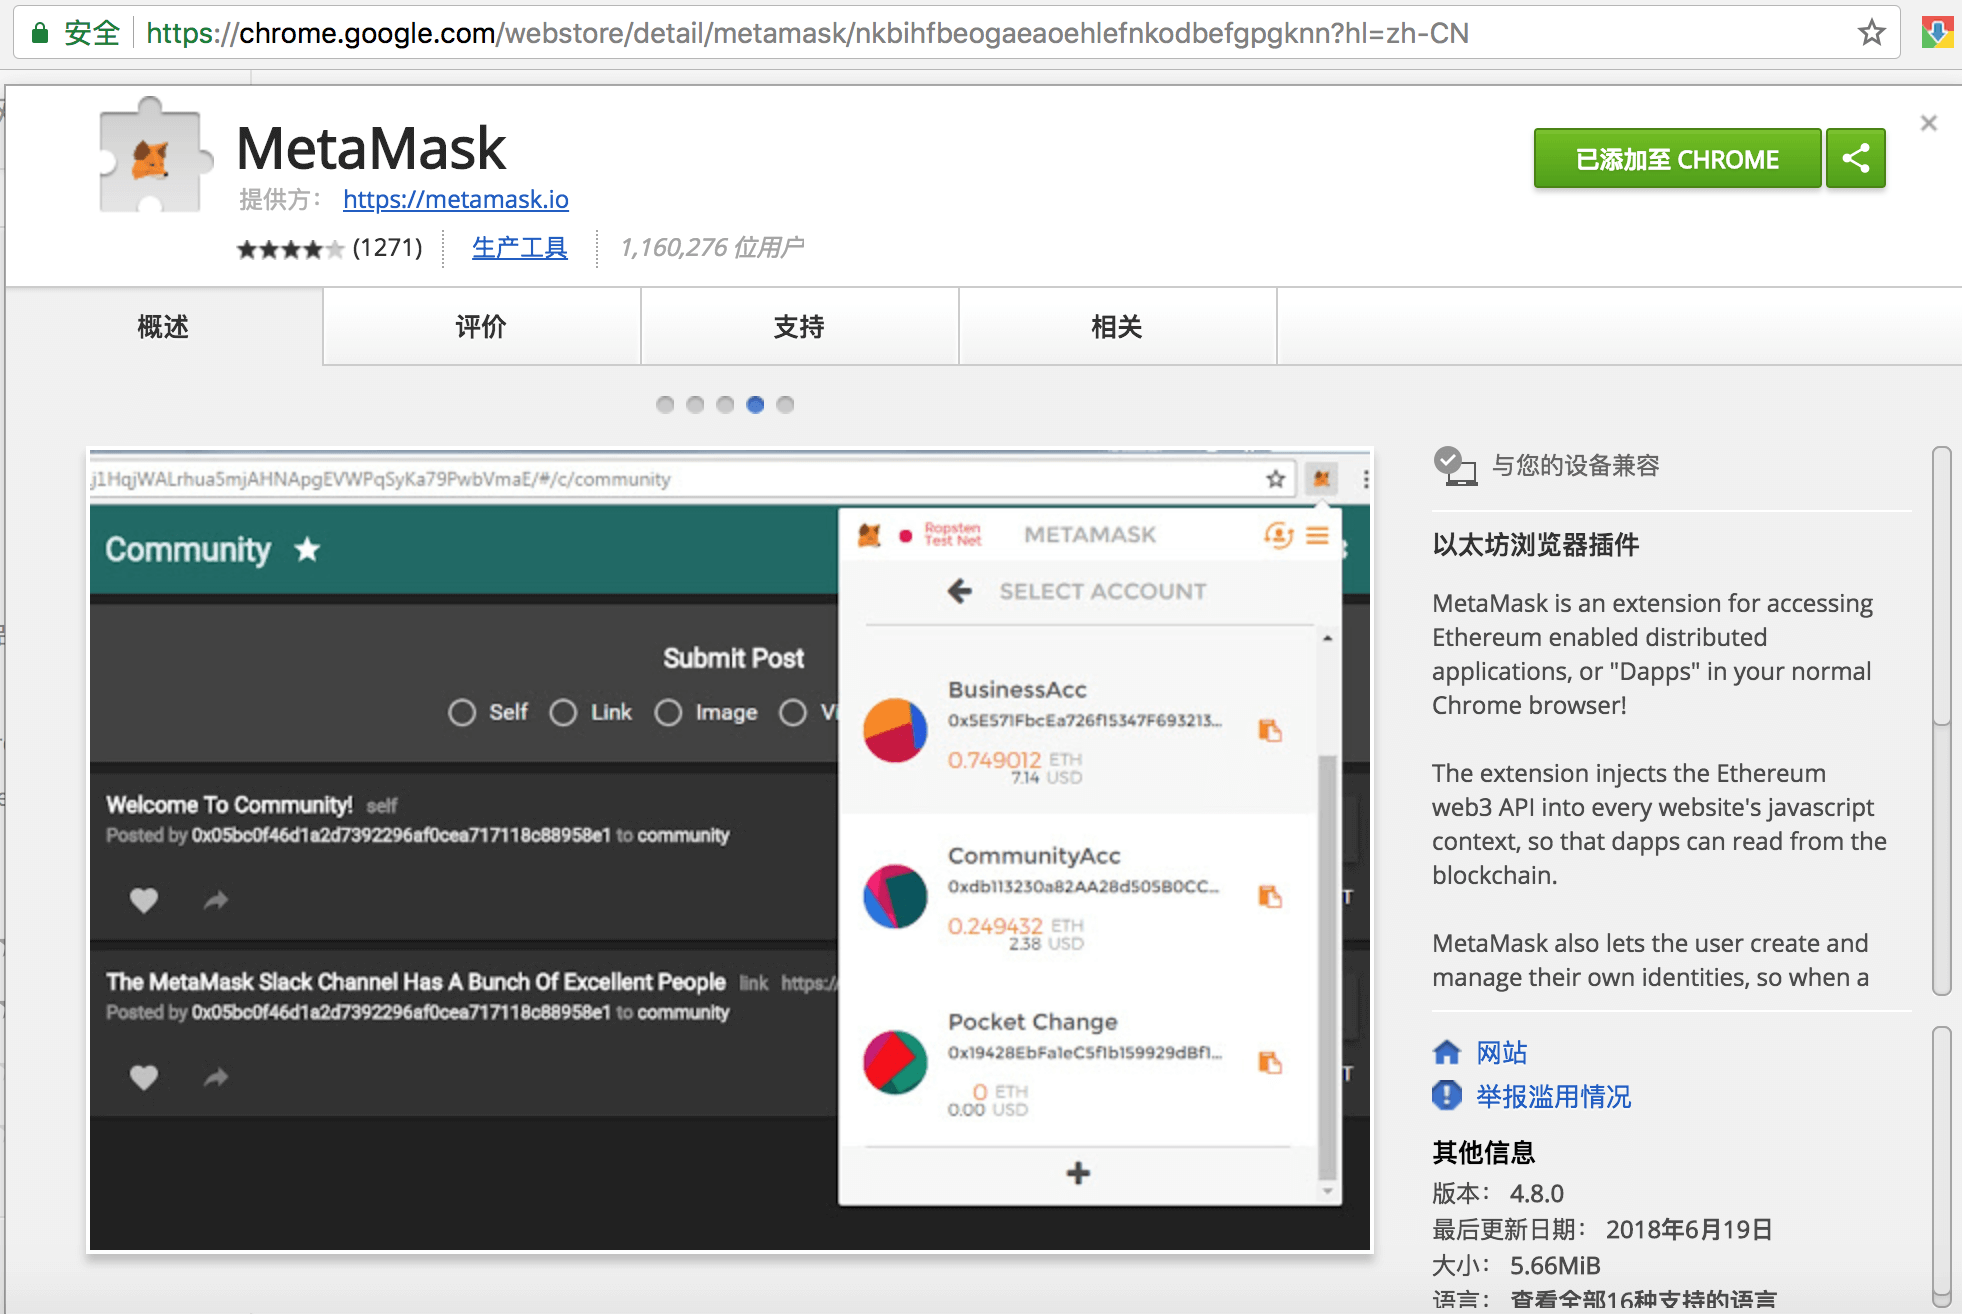 安全 https://chrome.google.com/webstore/detail/metamask/nkbihfbeogaeaoehlefnkodbefgpgknn?hl=zh-CN
MetaMask
提供方： https://metamask.io
(1271) 生产工具 1,160,276 位用户
已添加至 CHROME
概述 评价 支持 相关
j1HqjWALrhua5mjAHNApgEVWPqSyKa79PwbVmaE/#/c/community
Community
Submit Post
Self Link Image Vi
Welcome To Community! self
Posted by 0x05bc0f46d1a2d7392296af0cea717118c88958e1 to community
The MetaMask Slack Channel Has A Bunch Of Excellent People link https:/
Posted by 0x05bc0f46d1a2d7392296af0cea717118c88958e1 to community
Ropsten
Test Net
METAMASK
SELECT ACCOUNT
BusinessAcc
0x5E571FbcEa726f15347F693213...
0.749012 ETH
7.14 USD
CommunityAcc
0xdb113230a82AA28d505B0CC...
0.249432 ETH
2.38 USD
Pocket Change
0x19428EbFa1eC5f1b159929dBf1...
0 ETH
0.00 USD
T
T
与您的设备兼容
以太坊浏览器插件
MetaMask is an extension for accessing
Ethereum enabled distributed
applications, or "Dapps" in your normal
Chrome browser!
The extension injects the Ethereum
web3 API into every website's javascript
context, so that dapps can read from the
blockchain.
MetaMask also lets the user create and
manage their own identities, so when a
网站
举报滥用情况
其他信息
版本： 4.8.0
最后更新日期： 2018年6月19日
大小： 5.66MiB
语言： 查看全部16种支持的语言